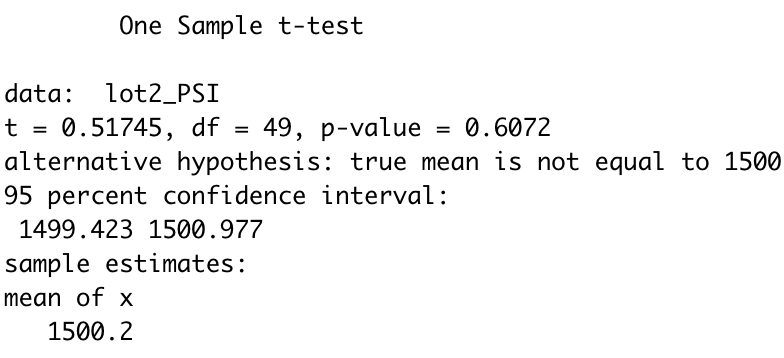 One Sample t-test
data:  lot2_PSI
t = 0.51745, df = 49, p-value = 0.6072
alternative hypothesis: true mean is not equal to 1500
95 percent confidence interval:
 1499.423 1500.977
sample estimates:
mean of x
   1500.2